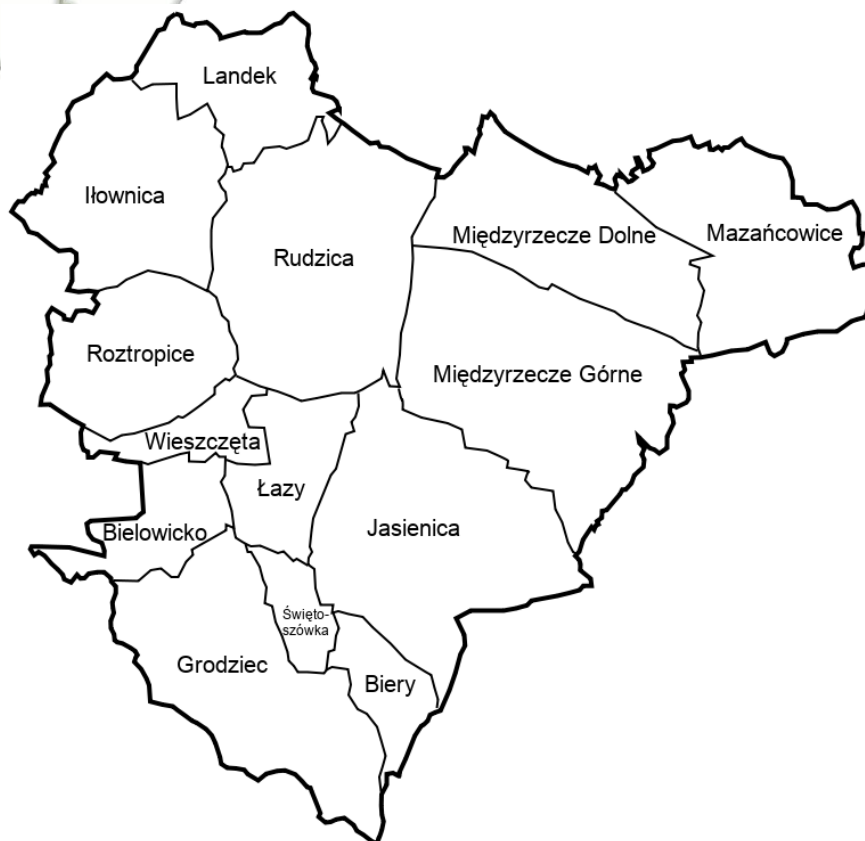 Landek
Iłownica
Rudzica
Międzyrzecze Dolne
Mazańcowice
Roztropice
Międzyrzecze Górne
Wieszczęta
Łazy
Bielowicko
Jasienica
Święto-
szówka
Grodziec
Biery